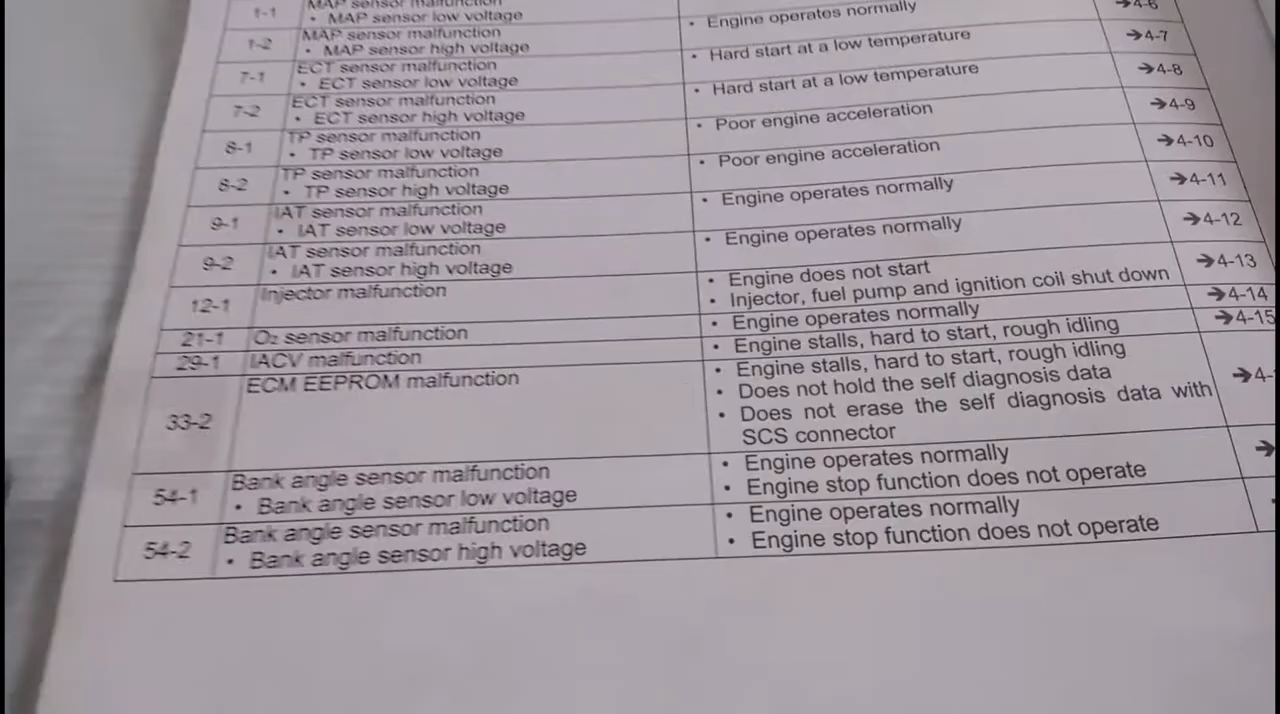 1-1
MAP sensor malfunction
• MAP sensor low voltage
• Engine operates normally
➔4-6
1-2
MAP sensor malfunction
• MAP sensor high voltage
• Hard start at a low temperature
➔4-7
7-1
ECT sensor malfunction
• ECT sensor low voltage
• Hard start at a low temperature
➔4-8
7-2
ECT sensor malfunction
• ECT sensor high voltage
• Poor engine acceleration
➔4-9
8-1
TP sensor malfunction
• TP sensor low voltage
• Poor engine acceleration
➔4-10
8-2
TP sensor malfunction
• TP sensor high voltage
• Engine operates normally
➔4-11
9-1
IAT sensor malfunction
• IAT sensor low voltage
• Engine operates normally
➔4-12
9-2
IAT sensor malfunction
• IAT sensor high voltage
• Engine does not start
• Injector, fuel pump and ignition coil shut down
➔4-13
12-1
Injector malfunction
• Engine operates normally
➔4-14
21-1
O₂ sensor malfunction
• Engine stalls, hard to start, rough idling
➔4-15
29-1
IACV malfunction
33-2
ECM EEPROM malfunction
• Engine stalls, hard to start, rough idling
• Does not hold the self diagnosis data
• Does not erase the self diagnosis data with
SCS connector
➔4-
54-1
Bank angle sensor malfunction
• Bank angle sensor low voltage
• Engine operates normally
• Engine stop function does not operate
➔
54-2
Bank angle sensor malfunction
• Bank angle sensor high voltage
• Engine operates normally
• Engine stop function does not operate